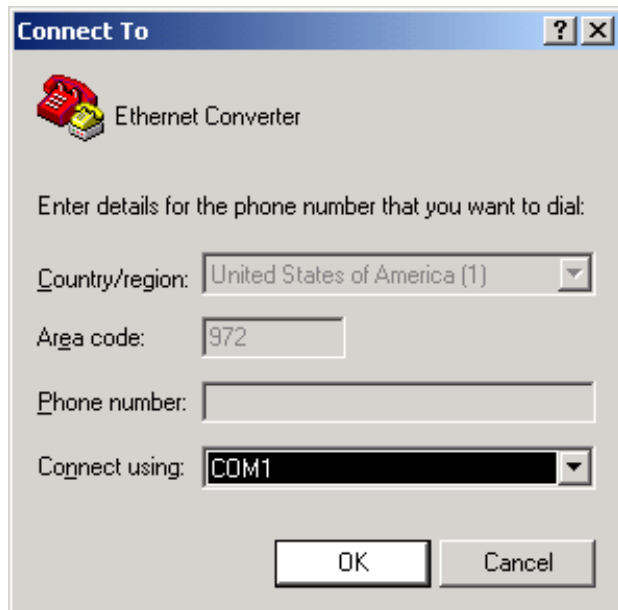 Connect To
Ethernet Converter
Enter details for the phone number that you want to dial:
Country/region: United States of America (1)
Area code: 972
Phone number:
Connect using: COM1
OK Cancel